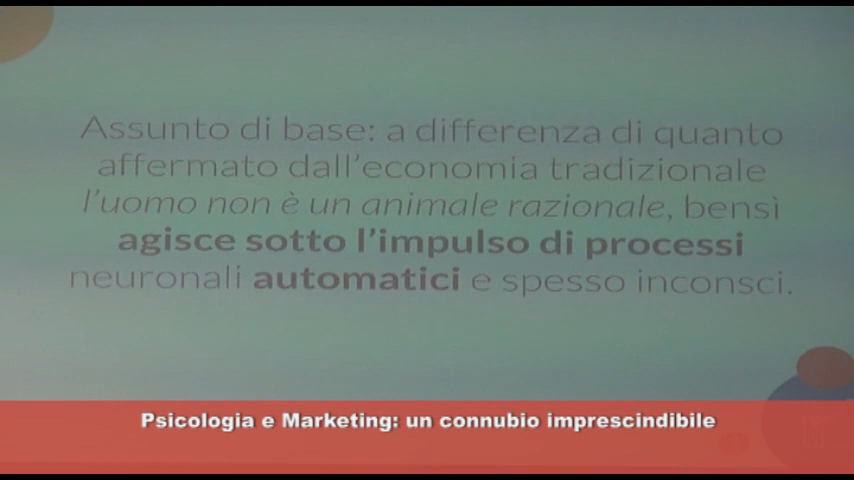 Assunto di base: a differenza di quanto
affermato dall'economia tradizionale
l'uomo non è un animale razionale, bensì
agisce sotto l'impulso di processi
neuronali automatici e spesso inconsci.
Psicologia e Marketing: un connubio imprescindibile